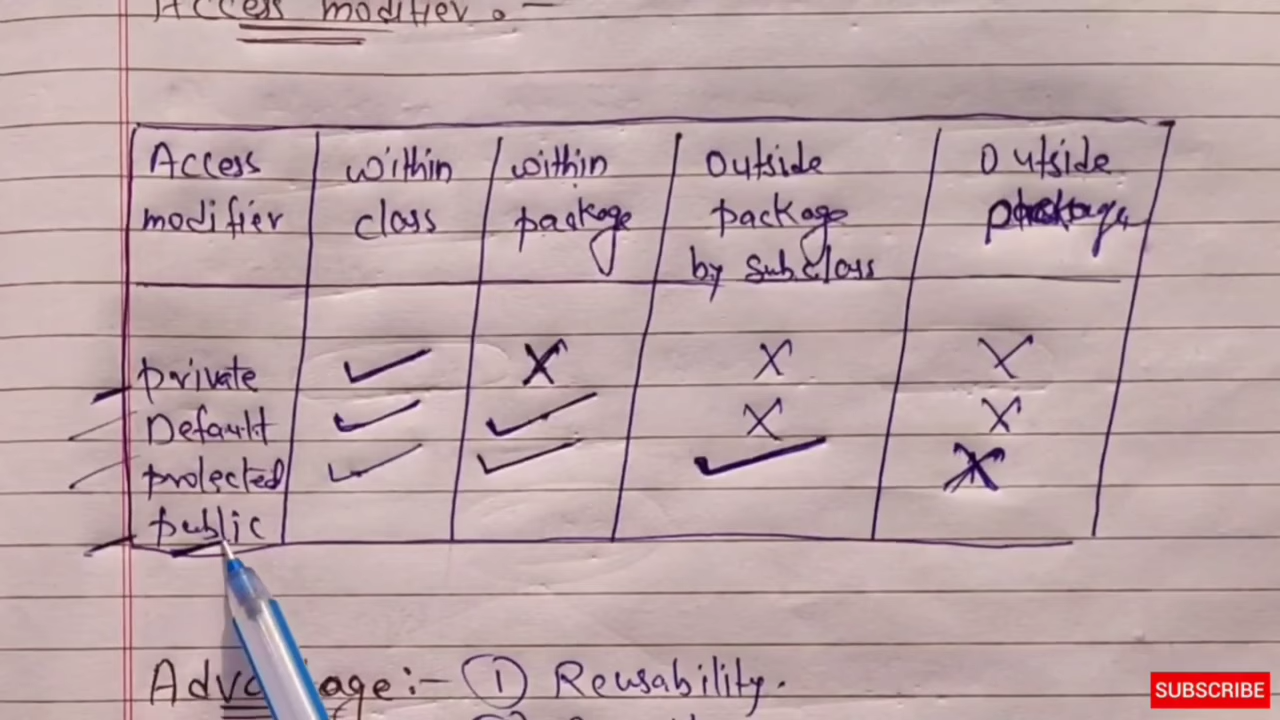 Access modifier :-
Access modifier | within class | within package | Outside package by subclass | Outside package
private ✓ X X X
Default ✓ ✓ X X
protected ✓ ✓ ✓ X
public
:- ① Reusability.
SUBSCRIBE